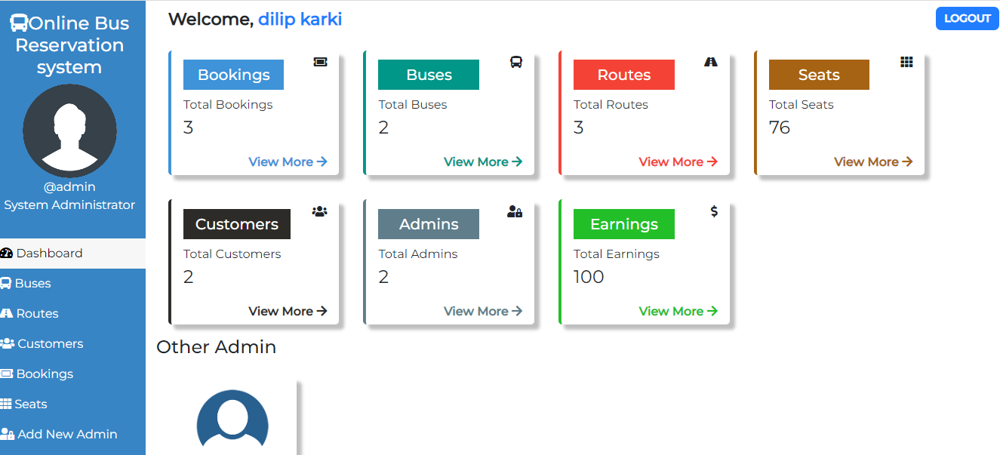 Online Bus
Reservation
system
@admin
System Administrator
Dashboard
Buses
Routes
Customers
Bookings
Seats
Add New Admin
Welcome, dilip karki
LOGOUT
Bookings
Total Bookings
3
View More
Buses
Total Buses
2
View More
Routes
Total Routes
3
View More
Seats
Total Seats
76
View More
Customers
Total Customers
2
View More
Admins
Total Admins
2
View More
Earnings
$
Total Earnings
100
View More
Other Admin